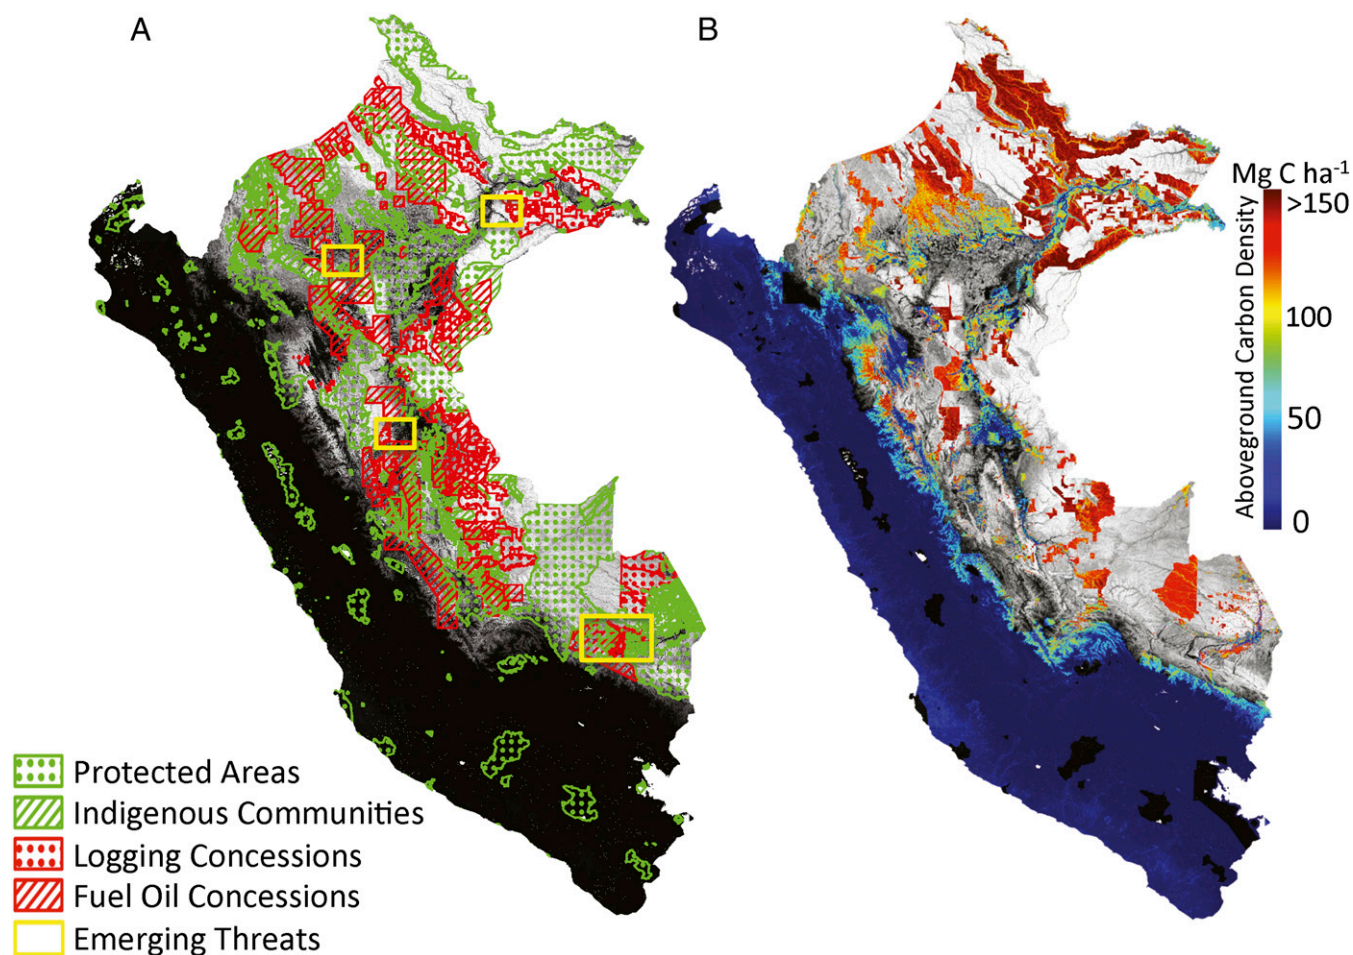 A
B
Mg C ha⁻¹
>150
100
50
0
Aboveground Carbon Density
Protected Areas
Indigenous Communities
Logging Concessions
Fuel Oil Concessions
Emerging Threats